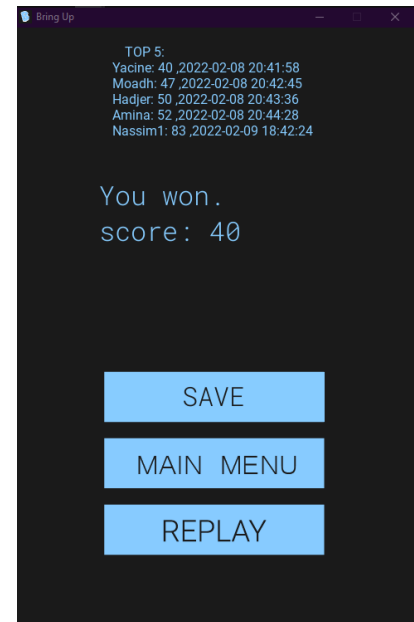 Bring Up
TOP 5:
Yacine: 40 ,2022-02-08 20:41:58
Moadh: 47 ,2022-02-08 20:42:45
Hadjer: 50 ,2022-02-08 20:43:36
Amina: 52 ,2022-02-08 20:44:28
Nassim1: 83 ,2022-02-09 18:42:24
You won.
score: 40
SAVE
MAIN MENU
REPLAY